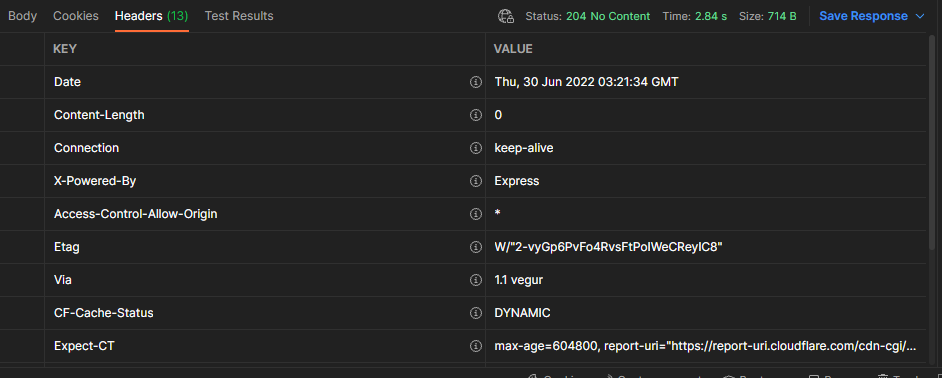 Body Cookies Headers (13) Test Results Status: 204 No Content Time: 2.84 s Size: 714 B Save Response
KEY VALUE
Date Thu, 30 Jun 2022 03:21:34 GMT
Content-Length 0
Connection keep-alive
X-Powered-By Express
Access-Control-Allow-Origin *
Etag W/"2-vyGp6PvFo4RvsFtPoIWeCReyIC8"
Via 1.1 vegur
CF-Cache-Status DYNAMIC
Expect-CT max-age=604800, report-uri="https://report-uri.cloudflare.com/cdn-cgi/...